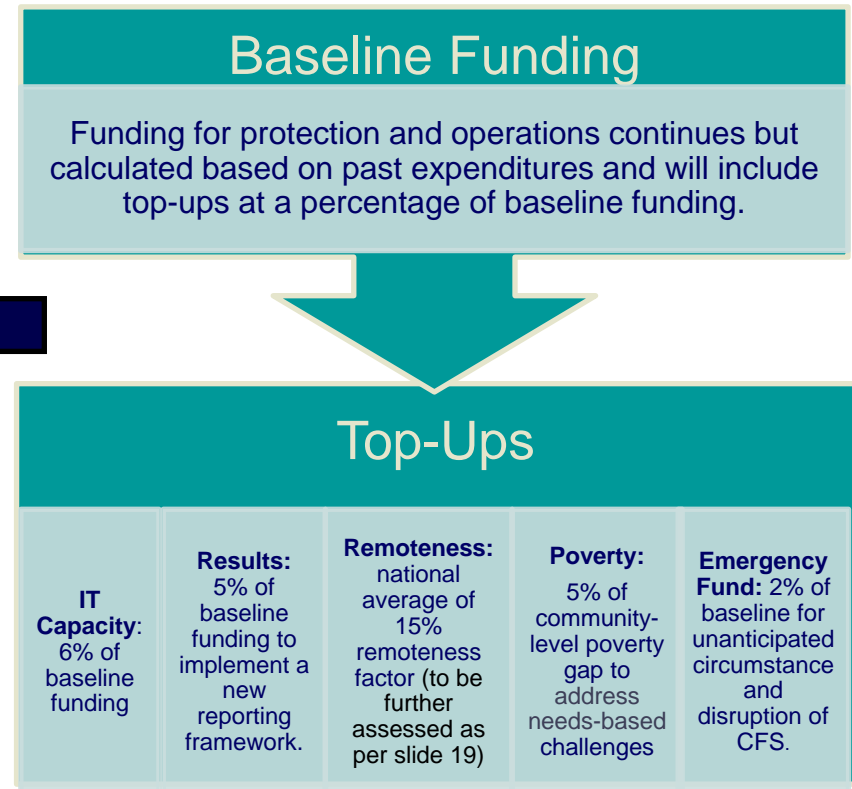 Baseline Funding
Funding for protection and operations continues but
calculated based on past expenditures and will include
top-ups at a percentage of baseline funding.
Top-Ups
IT
Capacity:
6% of
baseline
funding
Results:
5% of
baseline
funding to
implement a
new
reporting
framework.
Remoteness:
national
average of
15%
remoteness
factor (to be
further
assessed as
per slide 19)
Poverty:
5% of
community-
level poverty
gap to
address
needs-based
challenges
Emergency
Fund: 2% of
baseline for
unanticipated
circumstance
and
disruption of
CFS.